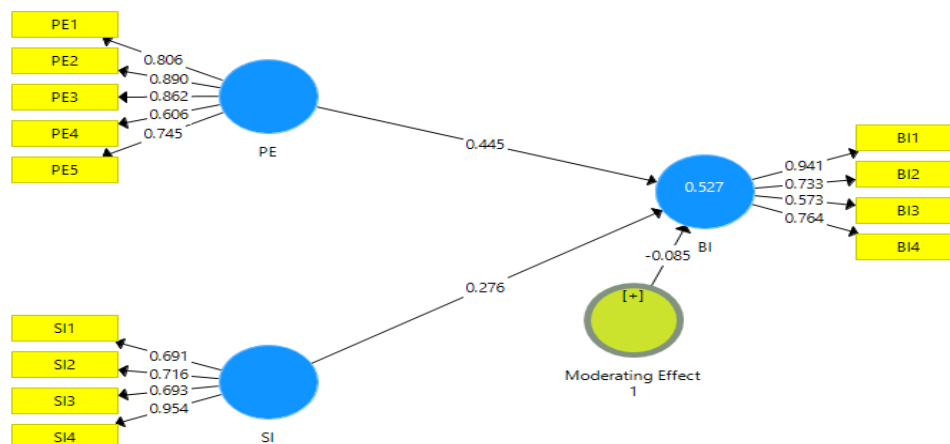 PE1
PE2
PE3
PE4
PE5
0.806
0.890
0.862
0.606
0.745
PE
0.445
0.527
BI
0.941
0.733
0.573
0.764
BI1
BI2
BI3
BI4
-0.085
[+]
Moderating Effect
1
0.276
SI1
SI2
SI3
SI4
0.691
0.716
0.693
0.954
SI